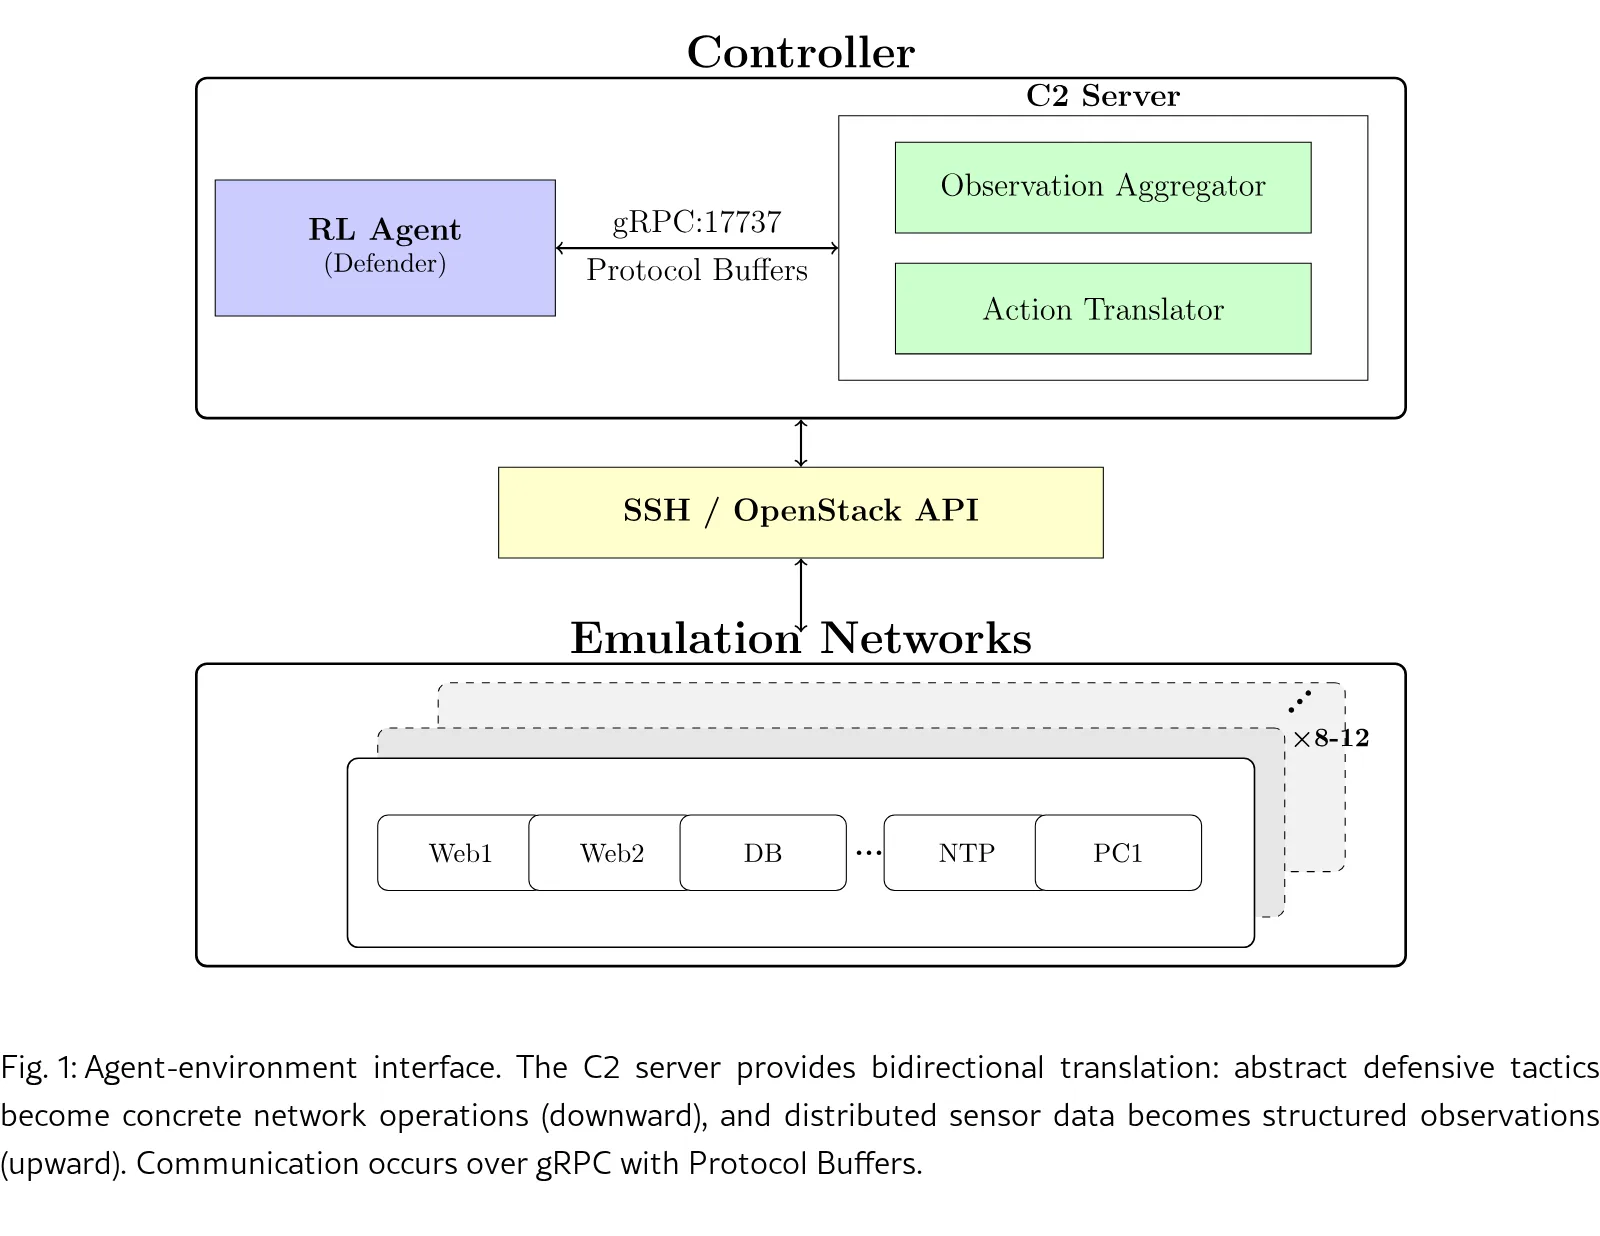 Controller
C2 Server
Observation Aggregator
RL Agent
(Defender)
gRPC:17737
Protocol Buffers
Action Translator
SSH / OpenStack API
Emulation Networks
⋰
×8-12
Web1 Web2 DB ... NTP PC1
Fig. 1: Agent-environment interface. The C2 server provides bidirectional translation: abstract defensive tactics
become concrete network operations (downward), and distributed sensor data becomes structured observations
(upward). Communication occurs over gRPC with Protocol Buffers.